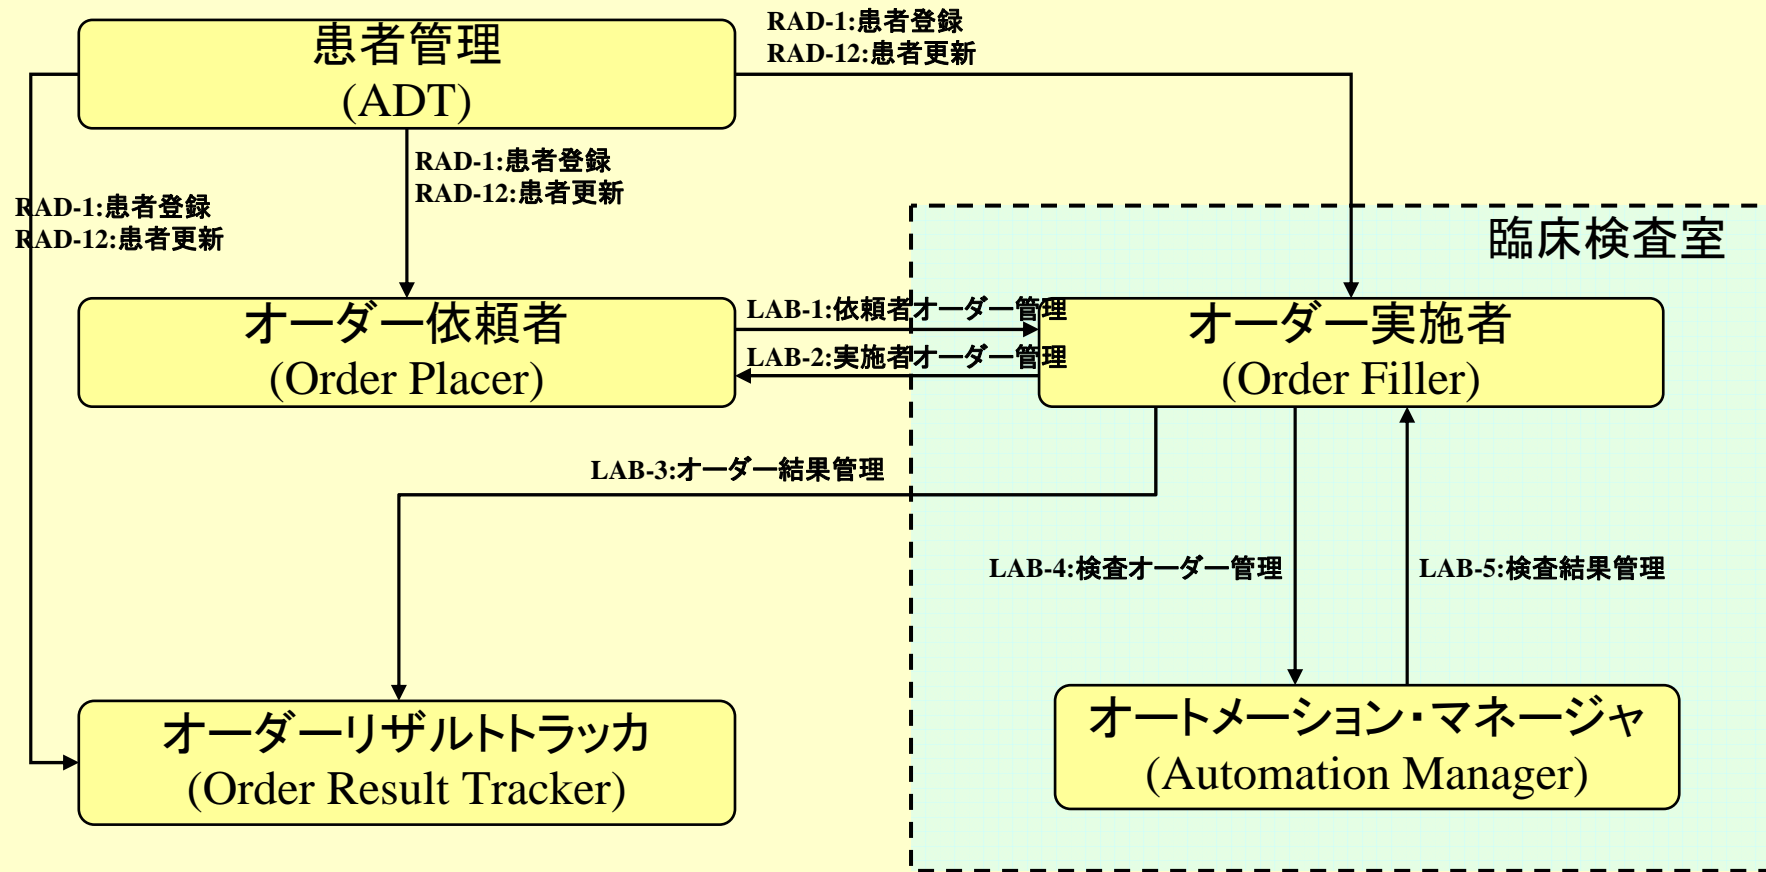 患者管理
(ADT)
RAD-1:患者登録
RAD-12:患者更新
RAD-1:患者登録
RAD-12:患者更新
RAD-1:患者登録
RAD-12:患者更新
臨床検査室
オーダー依頼者
(Order Placer)
LAB-1:依頼者オーダー管理
LAB-2:実施者オーダー管理
オーダー実施者
(Order Filler)
LAB-3:オーダー結果管理
LAB-4:検査オーダー管理
LAB-5:検査結果管理
オーダーリザルトトラッカ
(Order Result Tracker)
オートメーション・マネージャ
(Automation Manager)